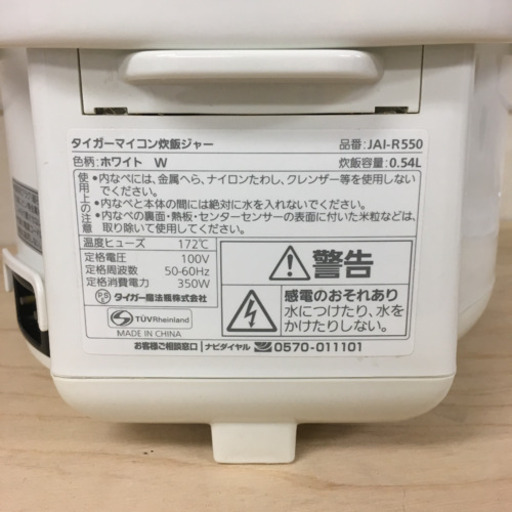 タイガーマイコン炊飯ジャー 品番:JAI-R550
色柄:ホワイト W 炊飯容量:0.54L
使用上の注意
•内なべには、金属へら、ナイロンたわし、クレンザー等を使用しない
でください。
•内なべと本体の間には絶対に水を入れないでください。
•内なべの裏面・熱板・センターセンサーの表面に付いた米粒などは、
取り除いて使用してください。
温度ヒューズ 172℃
定格電圧 100V
定格周波数 50-60Hz
定格消費電力 350W
PSE タイガー魔法瓶株式会社
S TÜVRheinland
MADE IN CHINA
警告
感電のおそれあり
水につけたり、水を
かけたりしない。
お客様ご相談窓口 ナビダイヤル 0570-011101